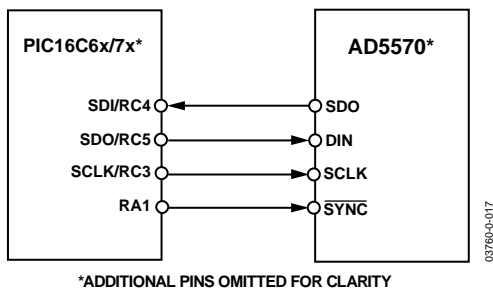 PIC16C6x/7x*
AD5570*
SDI/RC4
SDO
SDO/RC5
DIN
SCLK/RC3
SCLK
RA1
SYNC
03760-0-017
*ADDITIONAL PINS OMITTED FOR CLARITY